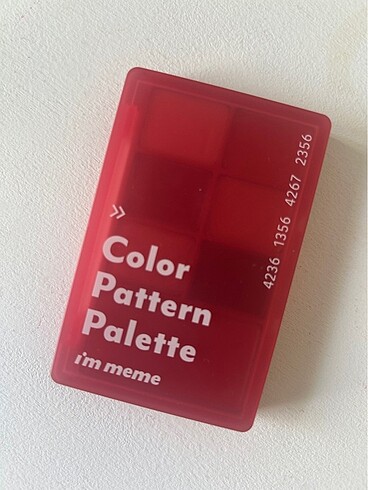 »
Color
Pattern
Palette
i'm meme
4236 1356 4267 2356